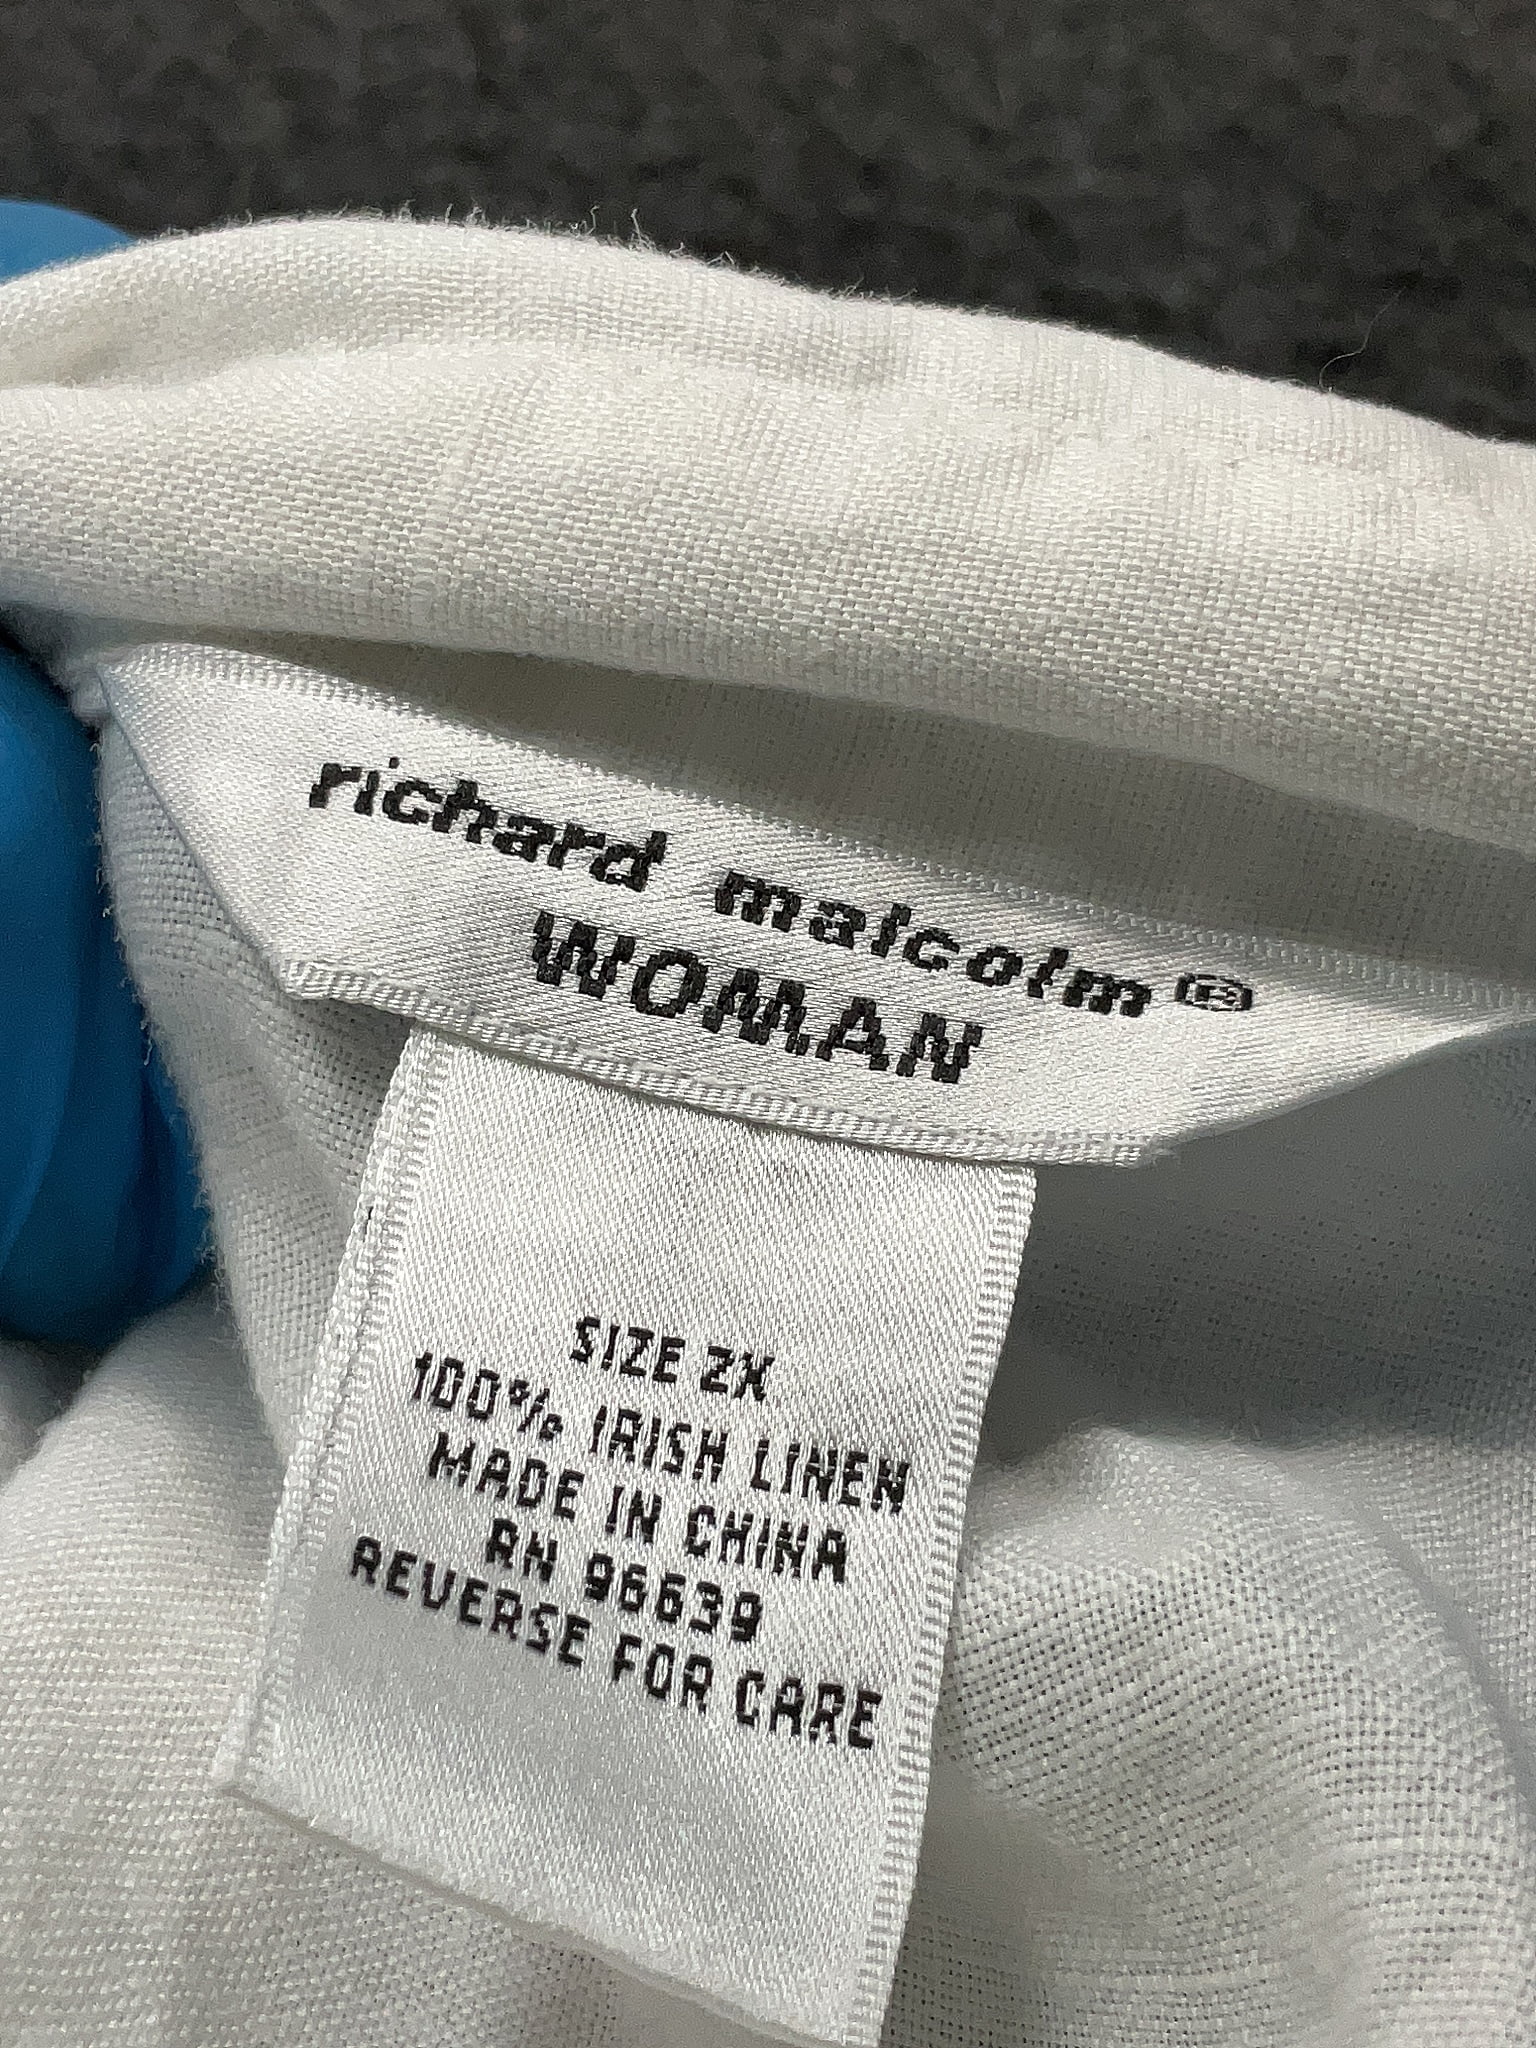 richard malcolm®
WOMAN
SIZE 2X
100% IRISH LINEN
MADE IN CHINA
RN 96639
REVERSE FOR CARE